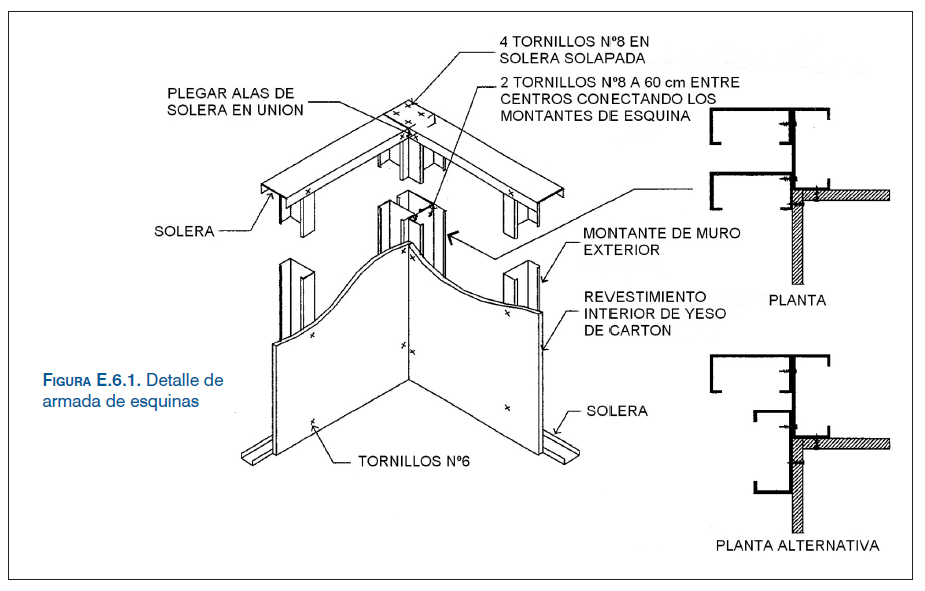 4 TORNILLOS Nº8 EN
SOLERA SOLAPADA
2 TORNILLOS Nº8 A 60 cm ENTRE
CENTROS CONECTANDO LOS
MONTANTES DE ESQUINA
PLEGAR ALAS DE
SOLERA EN UNION
SOLERA
MONTANTE DE MURO
EXTERIOR
REVESTIMIENTO
INTERIOR DE YESO
DE CARTON
PLANTA
FIGURA E.6.1. Detalle de
armada de esquinas
SOLERA
TORNILLOS Nº6
PLANTA ALTERNATIVA